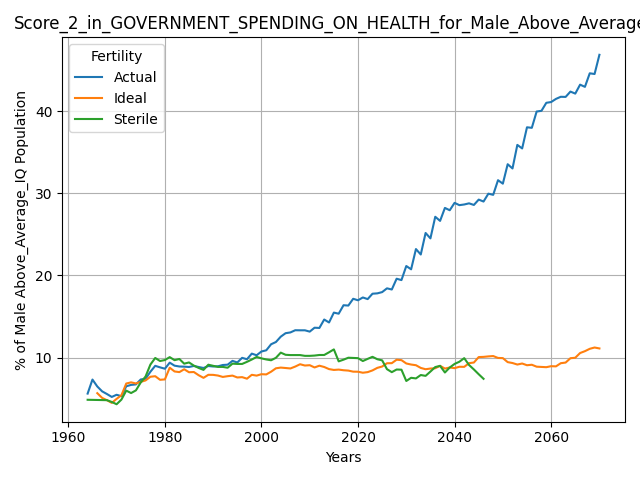 Score_2_in_GOVERNMENT_SPENDING_ON_HEALTH_for_Male_Above_Average
Fertility
Actual
Ideal
Sterile
% of Male Above_Average_IQ Population
40
30
20
10
1960 1980 2000 2020 2040 2060
Years